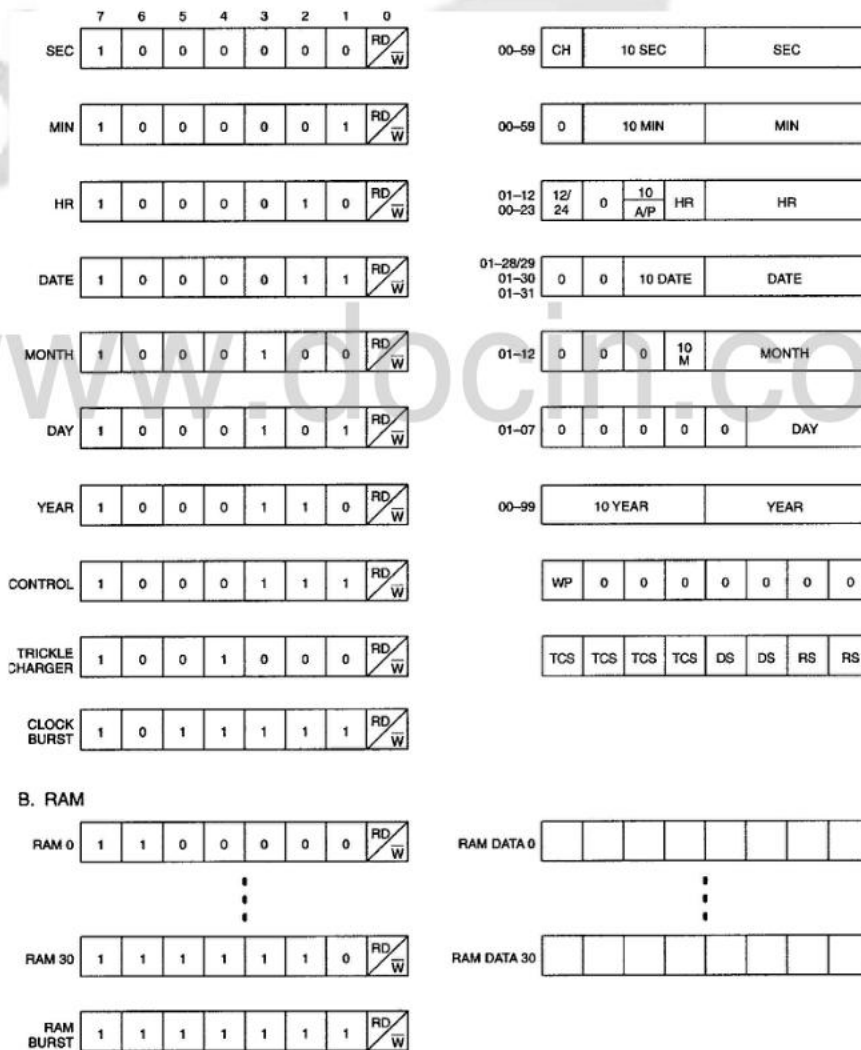 7 6 5 4 3 2 1 0
SEC 1 0 0 0 0 0 0 RD/W 00–59 CH 10 SEC SEC
MIN 1 0 0 0 0 0 1 RD/W 00–59 0 10 MIN MIN
HR 1 0 0 0 0 1 0 RD/W 01–12 00–23 12/24 0 10 A/P HR HR
DATE 1 0 0 0 0 1 1 RD/W 01–28/29 01–30 01–31 0 0 10 DATE DATE
MONTH 1 0 0 0 1 0 0 RD/W 01–12 0 0 0 10 M MONTH
www.docin.co
DAY 1 0 0 0 1 0 1 RD/W 01–07 0 0 0 0 0 DAY
YEAR 1 0 0 0 1 1 0 RD/W 00–99 10 YEAR YEAR
CONTROL 1 0 0 0 1 1 1 RD/W WP 0 0 0 0 0 0 0
TRICKLE CHARGER 1 0 0 1 0 0 0 RD/W TCS TCS TCS TCS DS DS RS RS
CLOCK BURST 1 0 1 1 1 1 1 RD/W
B. RAM
RAM 0 1 1 0 0 0 0 0 RD/W RAM DATA 0
RAM 30 1 1 1 1 1 1 0 RD/W RAM DATA 30
RAM BURST 1 1 1 1 1 1 1 RD/W